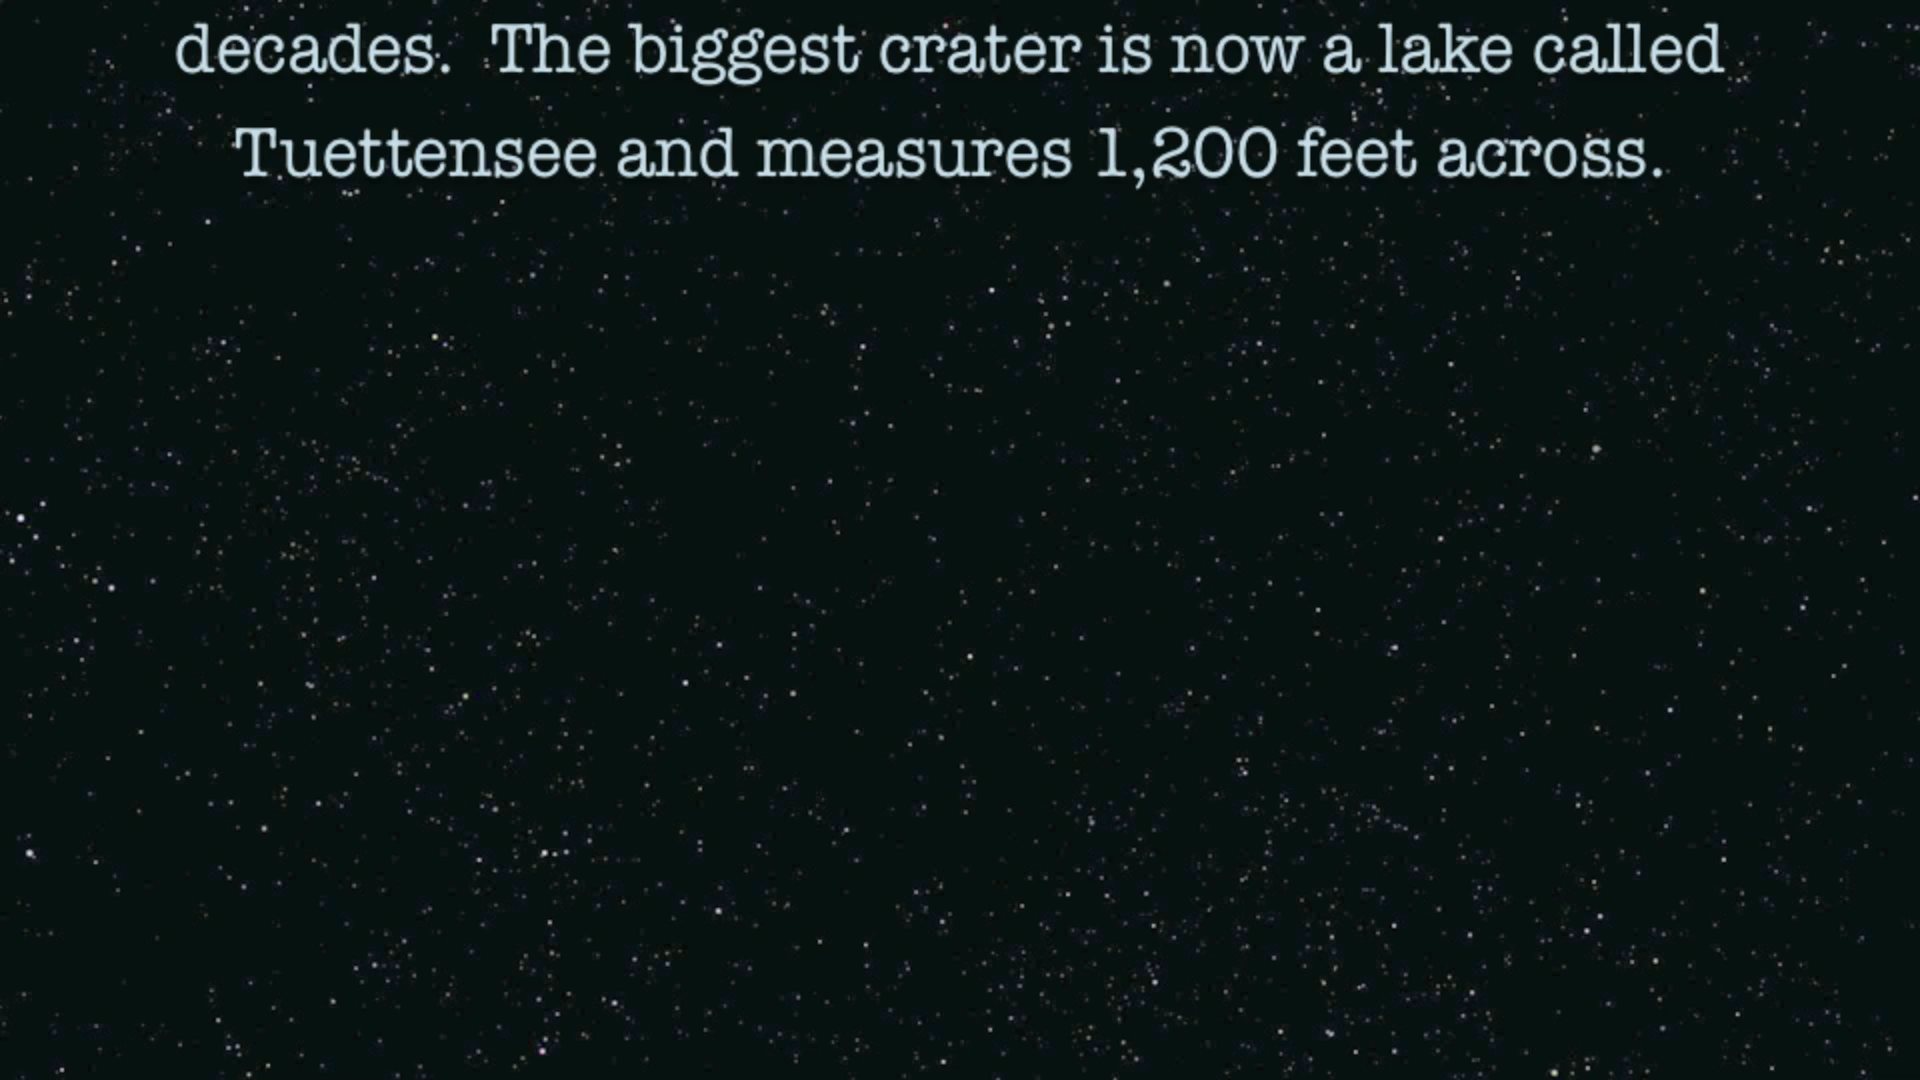 decades.  The biggest crater is now a lake called
Tuettensee and measures 1,200 feet across.